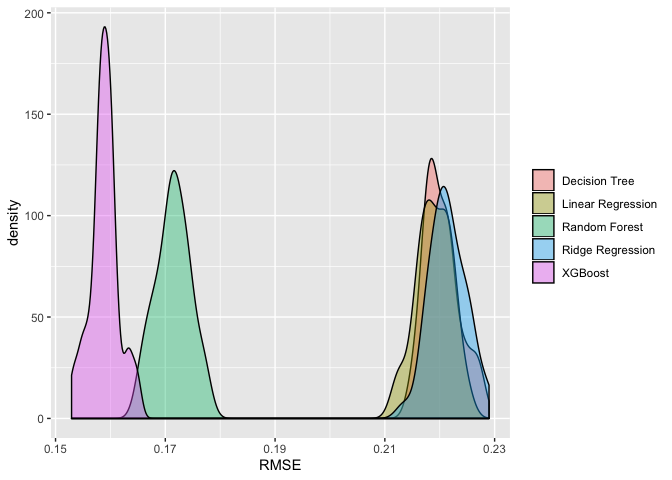 200
150
100
50
0
density
0.15 0.17 0.19 0.21 0.23
RMSE
Decision Tree
Linear Regression
Random Forest
Ridge Regression
XGBoost